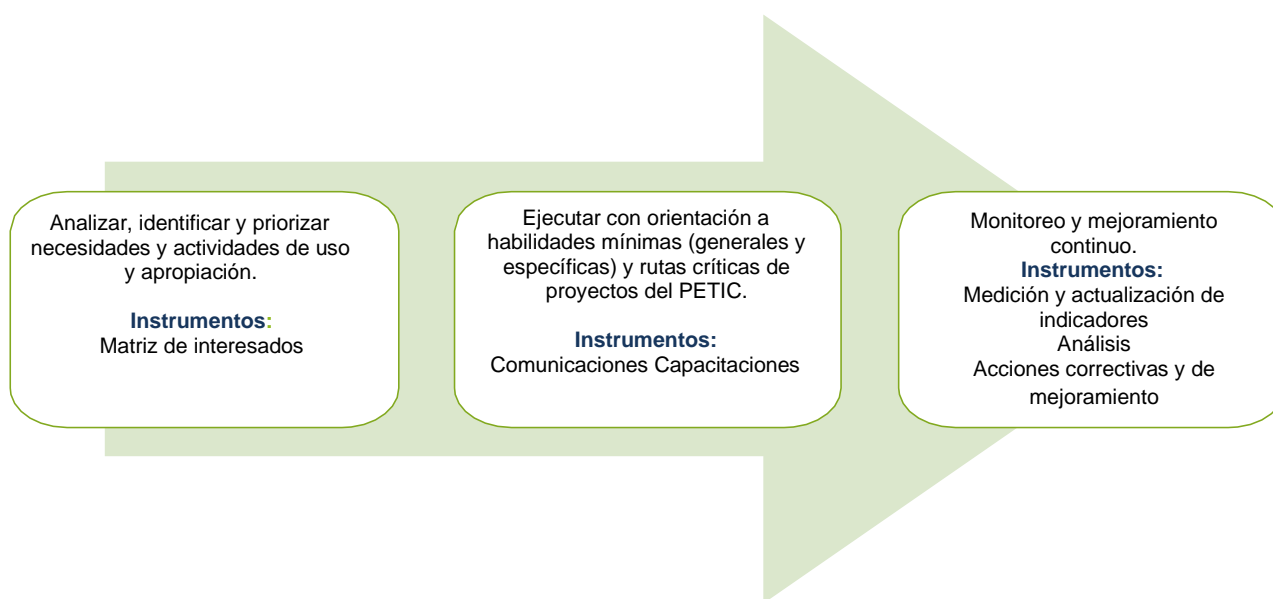 Analizar, identificar y priorizar
necesidades y actividades de uso
y apropiación.
Instrumentos:
Matriz de interesados
Ejecutar con orientación a
habilidades mínimas (generales y
específicas) y rutas críticas de
proyectos del PETIC.
Instrumentos:
Comunicaciones Capacitaciones
Monitoreo y mejoramiento
continuo.
Instrumentos:
Medición y actualización de
indicadores
Análisis
Acciones correctivas y de
mejoramiento